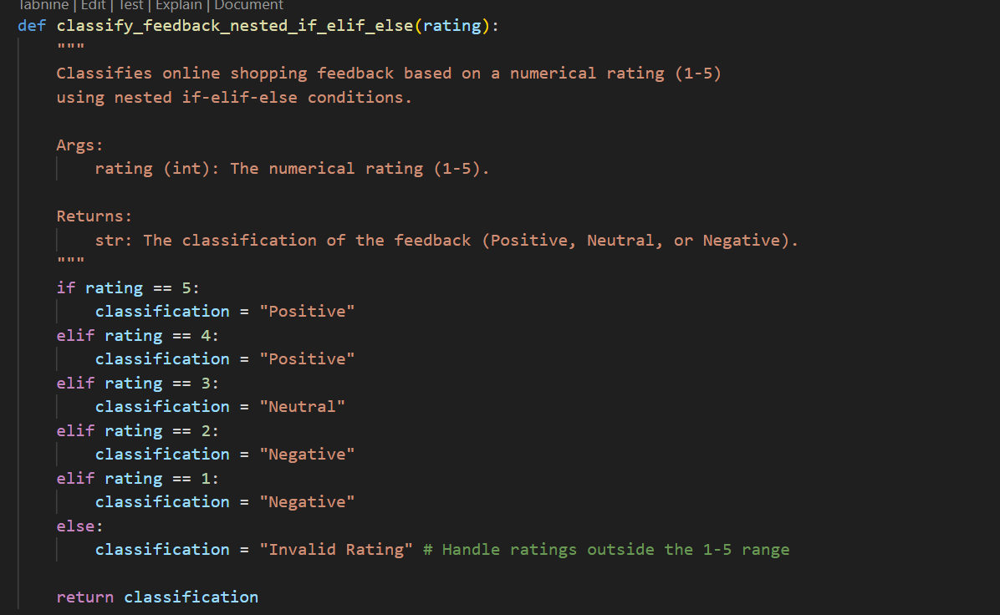 Tabnine | Edit | Test | Explain | Document
def classify_feedback_nested_if_elif_else(rating):
    """
    Classifies online shopping feedback based on a numerical rating (1-5)
    using nested if-elif-else conditions.

    Args:
        rating (int): The numerical rating (1-5).

    Returns:
        str: The classification of the feedback (Positive, Neutral, or Negative).
    """
    if rating == 5:
        classification = "Positive"
    elif rating == 4:
        classification = "Positive"
    elif rating == 3:
        classification = "Neutral"
    elif rating == 2:
        classification = "Negative"
    elif rating == 1:
        classification = "Negative"
    else:
        classification = "Invalid Rating" # Handle ratings outside the 1-5 range

    return classification